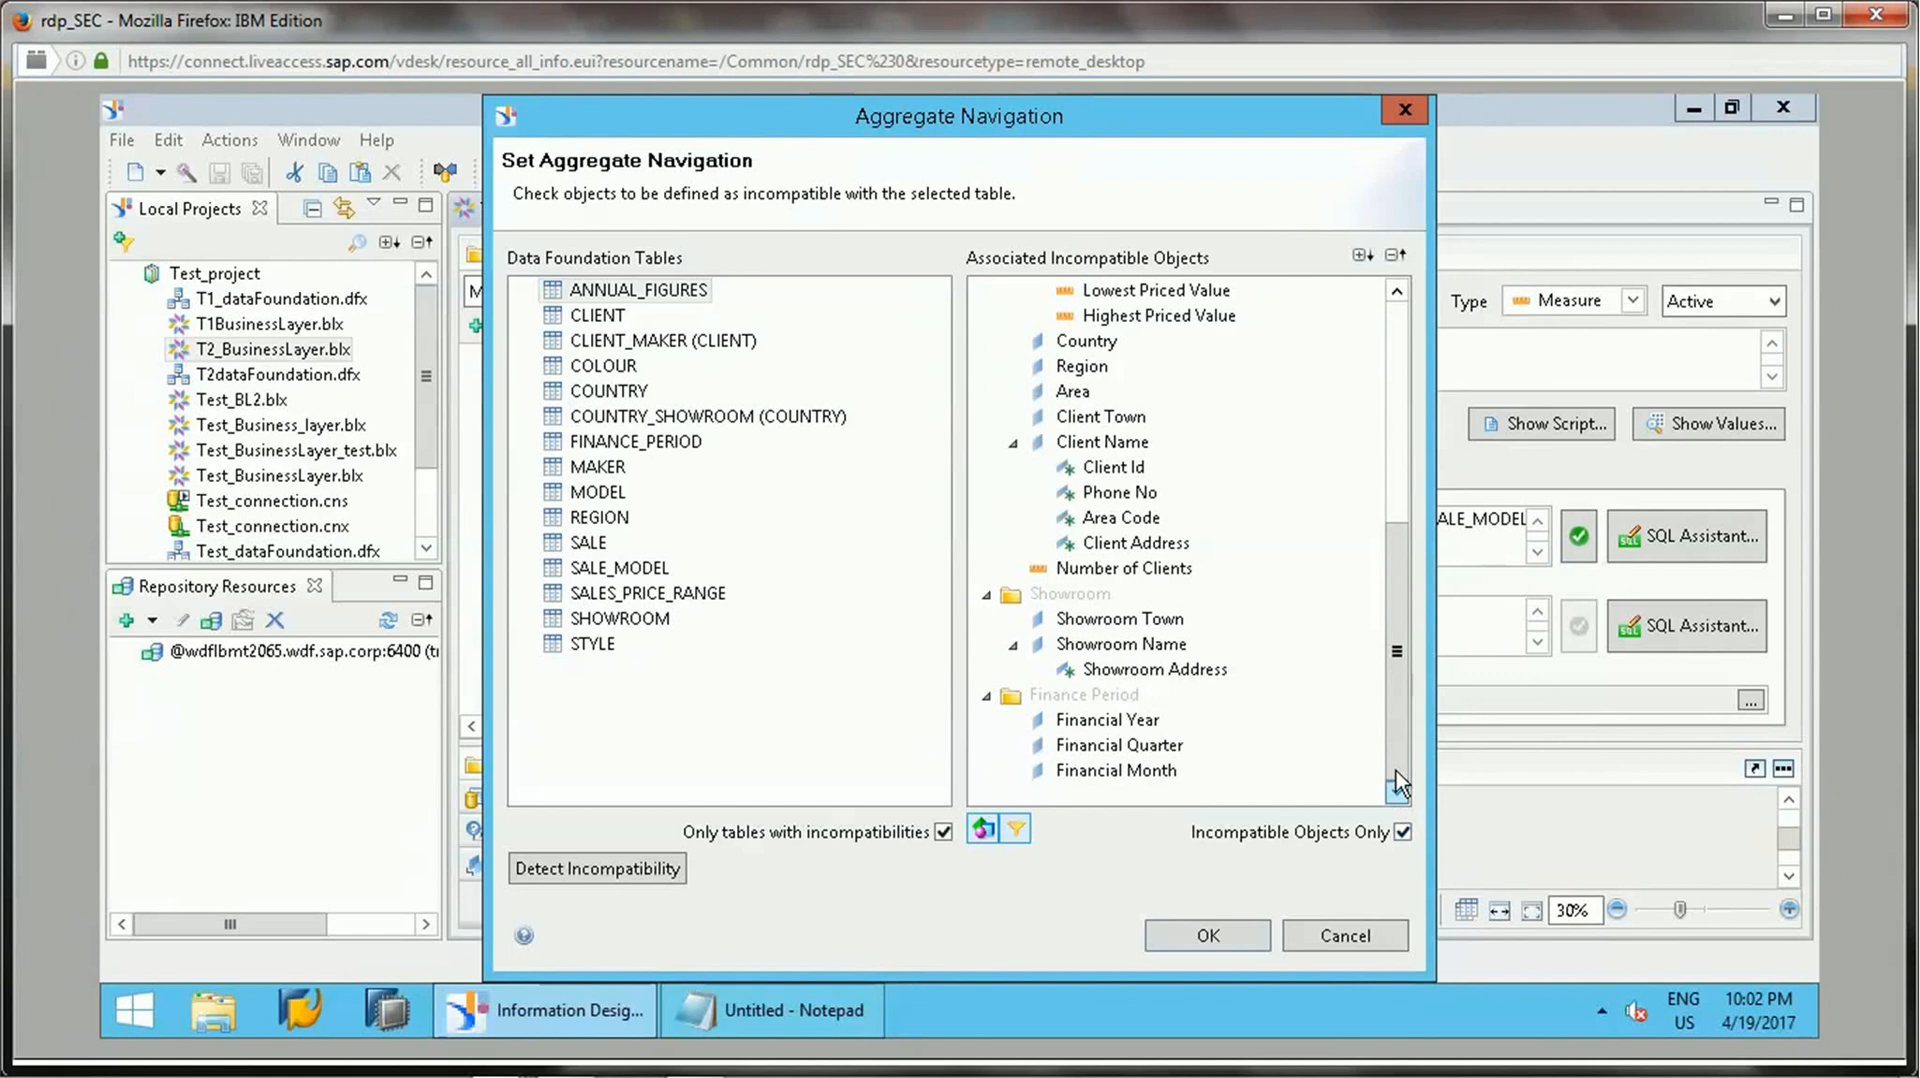 rdp_SEC - Mozilla Firefox: IBM Edition
https://connect.liveaccess.sap.com/vdesk/resource_all_info.eui?resourcename=/Common/rdp_SEC%230&resourcetype=remote_desktop
Aggregate Navigation
File Edit Actions Window Help
Set Aggregate Navigation
Check objects to be defined as incompatible with the selected table.
Local Projects
Test_project
T1_dataFoundation.dfx
T1BusinessLayer.blx
T2_BusinessLayer.blx
T2dataFoundation.dfx
Test_BL2.blx
Test_Business_layer.blx
Test_BusinessLayer_test.blx
Test_BusinessLayer.blx
Test_connection.cns
Test_connection.cnx
Test_dataFoundation.dfx
Repository Resources
@wdflbmt2065.wdf.sap.corp:6400 (tr
Data Foundation Tables
ANNUAL_FIGURES
CLIENT
CLIENT_MAKER (CLIENT)
COLOUR
COUNTRY
COUNTRY_SHOWROOM (COUNTRY)
FINANCE_PERIOD
MAKER
MODEL
REGION
SALE
SALE_MODEL
SALES_PRICE_RANGE
SHOWROOM
STYLE
Only tables with incompatibilities
Detect Incompatibility
Associated Incompatible Objects
Lowest Priced Value
Highest Priced Value
Country
Region
Area
Client Town
Client Name
Client Id
Phone No
Area Code
Client Address
Number of Clients
Showroom
Showroom Town
Showroom Name
Showroom Address
Finance Period
Financial Year
Financial Quarter
Financial Month
Incompatible Objects Only
OK Cancel
Type Measure Active
Show Script... Show Values...
ALE_MODEL
SQL Assistant...
SQL Assistant...
...
30%
Information Desig...
Untitled - Notepad
ENG
US
10:02 PM
4/19/2017